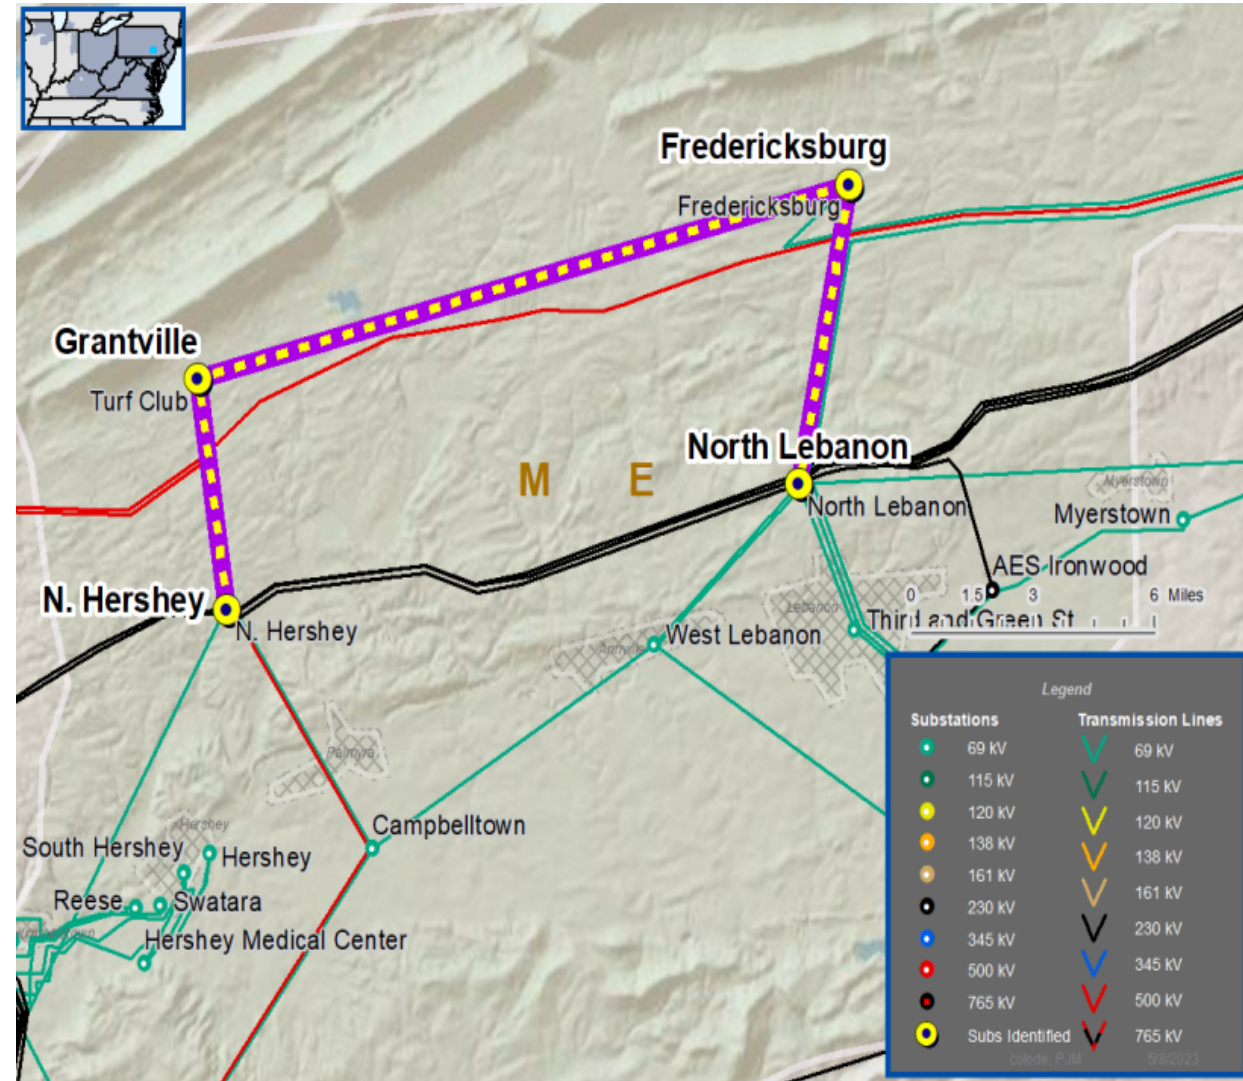 Fredericksburg
Fredericksburg
Grantville
Turf Club
North Lebanon
M E
North Lebanon
Myerstown
Myerstown
AES Ironwood
N. Hershey
N. Hershey
0 1.5 3 6 Miles
Lebanon
Third and Green St
West Lebanon
Annville
Palmyra
Campbelltown
Hershey
South Hershey
Hershey
Reese
Swatara
Hershey Medical Center
Legend
Substations Transmission Lines
69 kV 69 kV
115 kV 115 kV
120 kV 120 kV
138 kV 138 kV
161 kV 161 kV
230 kV 230 kV
345 kV 345 kV
500 kV 500 kV
765 kV 765 kV
Subs Identified
PJM 5/8/2023